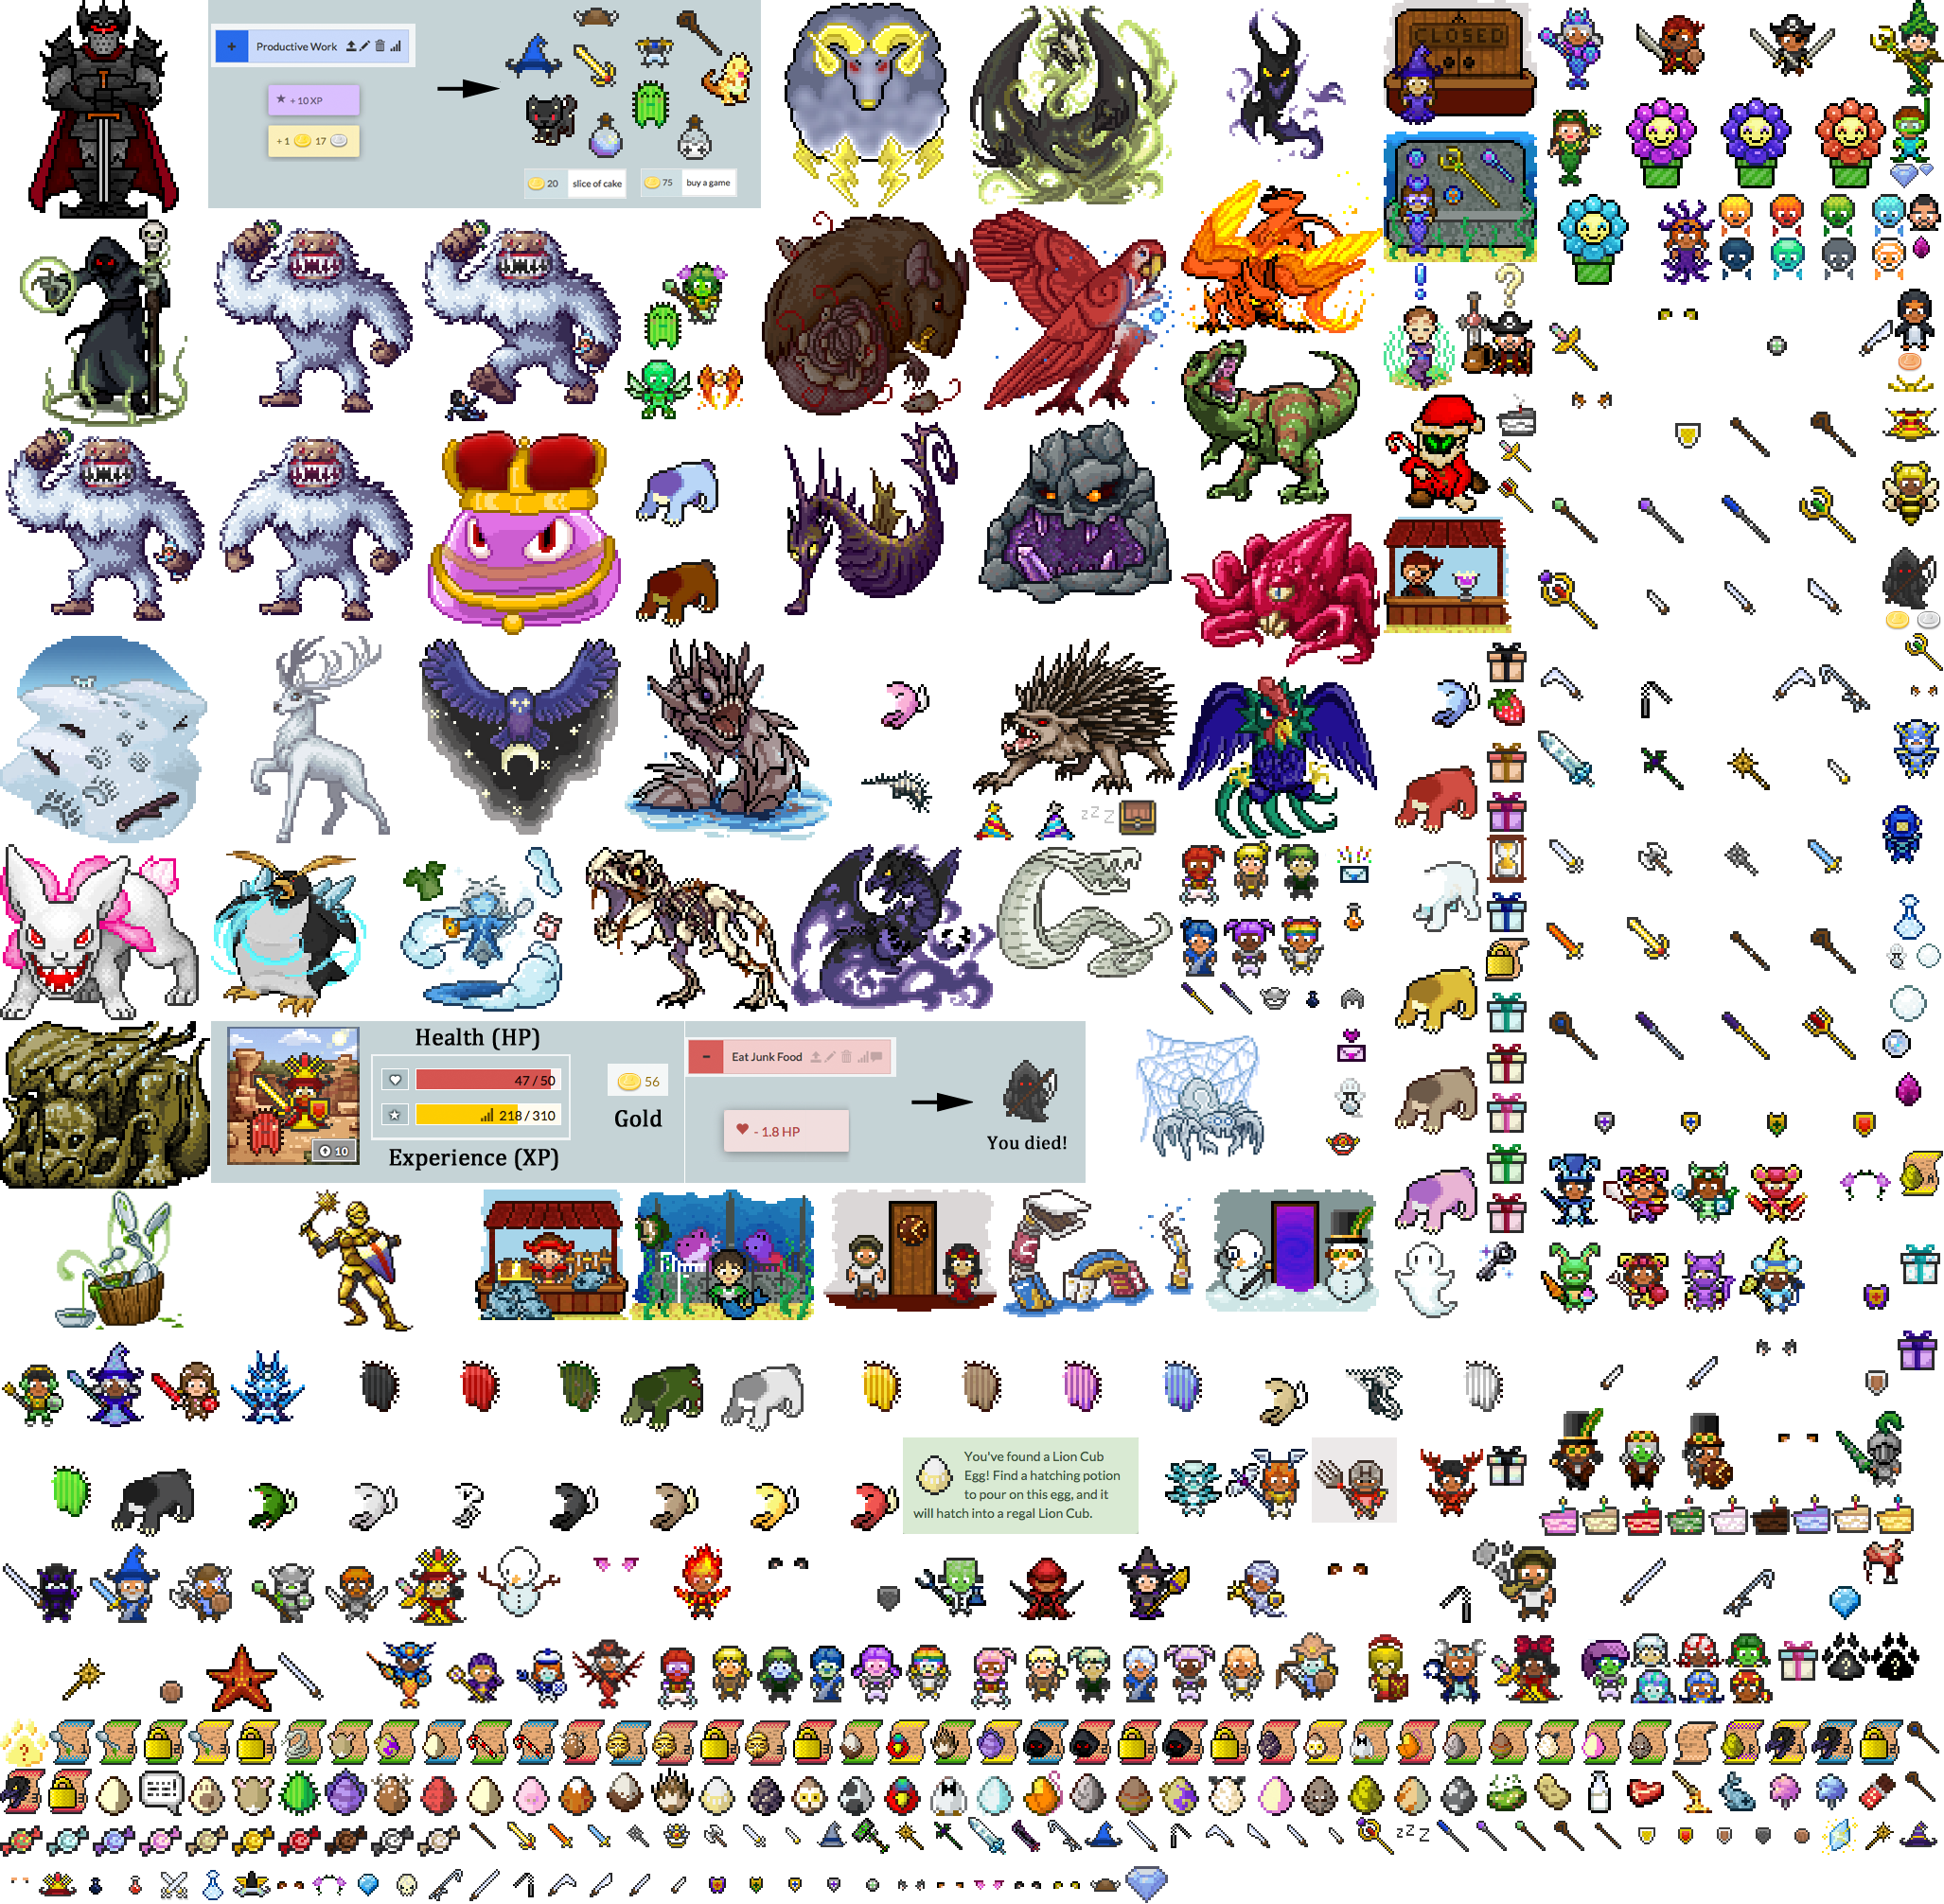 Productive Work
+ 10 XP
+ 1 17
20 slice of cake
75 buy a game
CLOSED
!
?
z z Z
Health (HP)
47 / 50
218 / 310
Experience (XP)
10
56
Gold
Eat Junk Food
- 1.8 HP
You died!
You've found a Lion Cub
Egg! Find a hatching potion
to pour on this egg, and it
will hatch into a regal Lion Cub.
z z Z